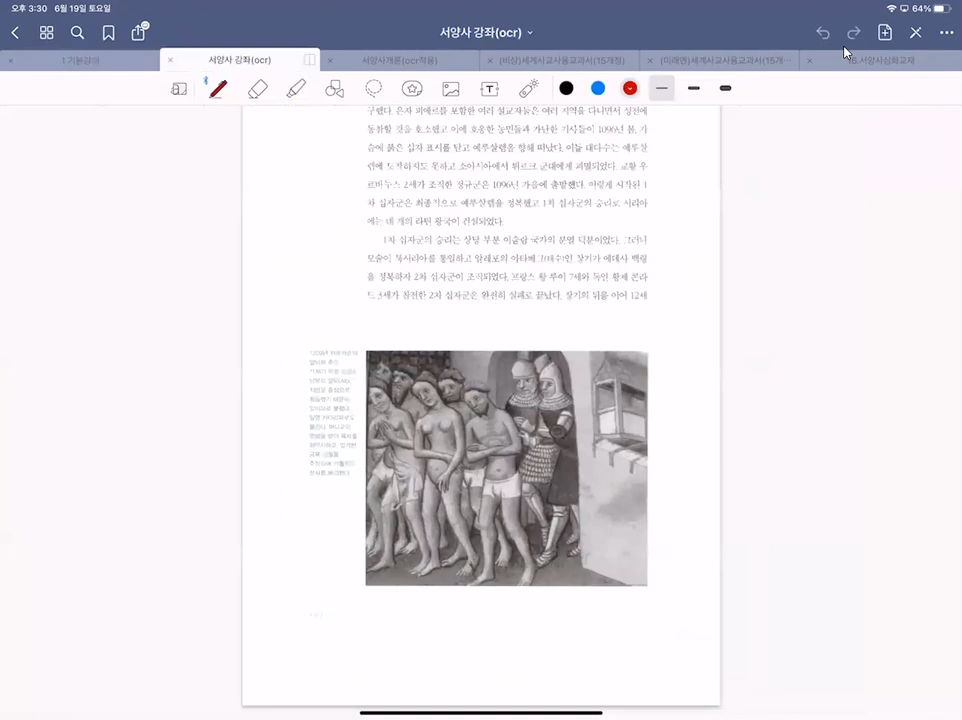 오후 3:30 6월 19일 토요일
64%
서양사 강좌(ocr)
1 기본강의
서양사 강좌(ocr)
서양사개론(ocr적용)
(비상)세계사교사용교과서(15개정)
(미래엔)세계사교사용교과서(15개…
서양사심화교재
구했다. 은자 피에르를 포함한 여러 설교자들은 여러 지역을 다니면서 성전에
동참할 것을 호소했고 이에 호응한 농민들과 가난한 기사들이 1096년 봄, 가
슴에 붉은 십자 표시를 달고 예루살렘을 향해 떠났다. 이들 대다수는 예루살
렘에 도착하지도 못하고 소아시아에서 튀르크 군대에게 괴멸되었다. 교황 우
르바누스 2세가 조직한 정규군은 1096년 가을에 출발했다. 이렇게 시작된 1
차 십자군은 최종적으로 예루살렘을 정복했고 1차 십자군의 승리로 시리아
에는 네 개의 라틴 왕국이 건설되었다.
1차 십자군의 승리는 상당 부분 이슬람 국가의 분열 덕분이었다. 그러나
모술이 북시리아를 통일하고 알레포의 아타베그(태수)인 장기가 에데사 백령
을 정복하자 2차 십자군이 조직되었다. 프랑스 왕 루이 7세와 독일 황제 콘라
드 3세가 참전한 2차 십자군은 완전히 실패로 끝났다. 장기의 뒤를 이어 12세